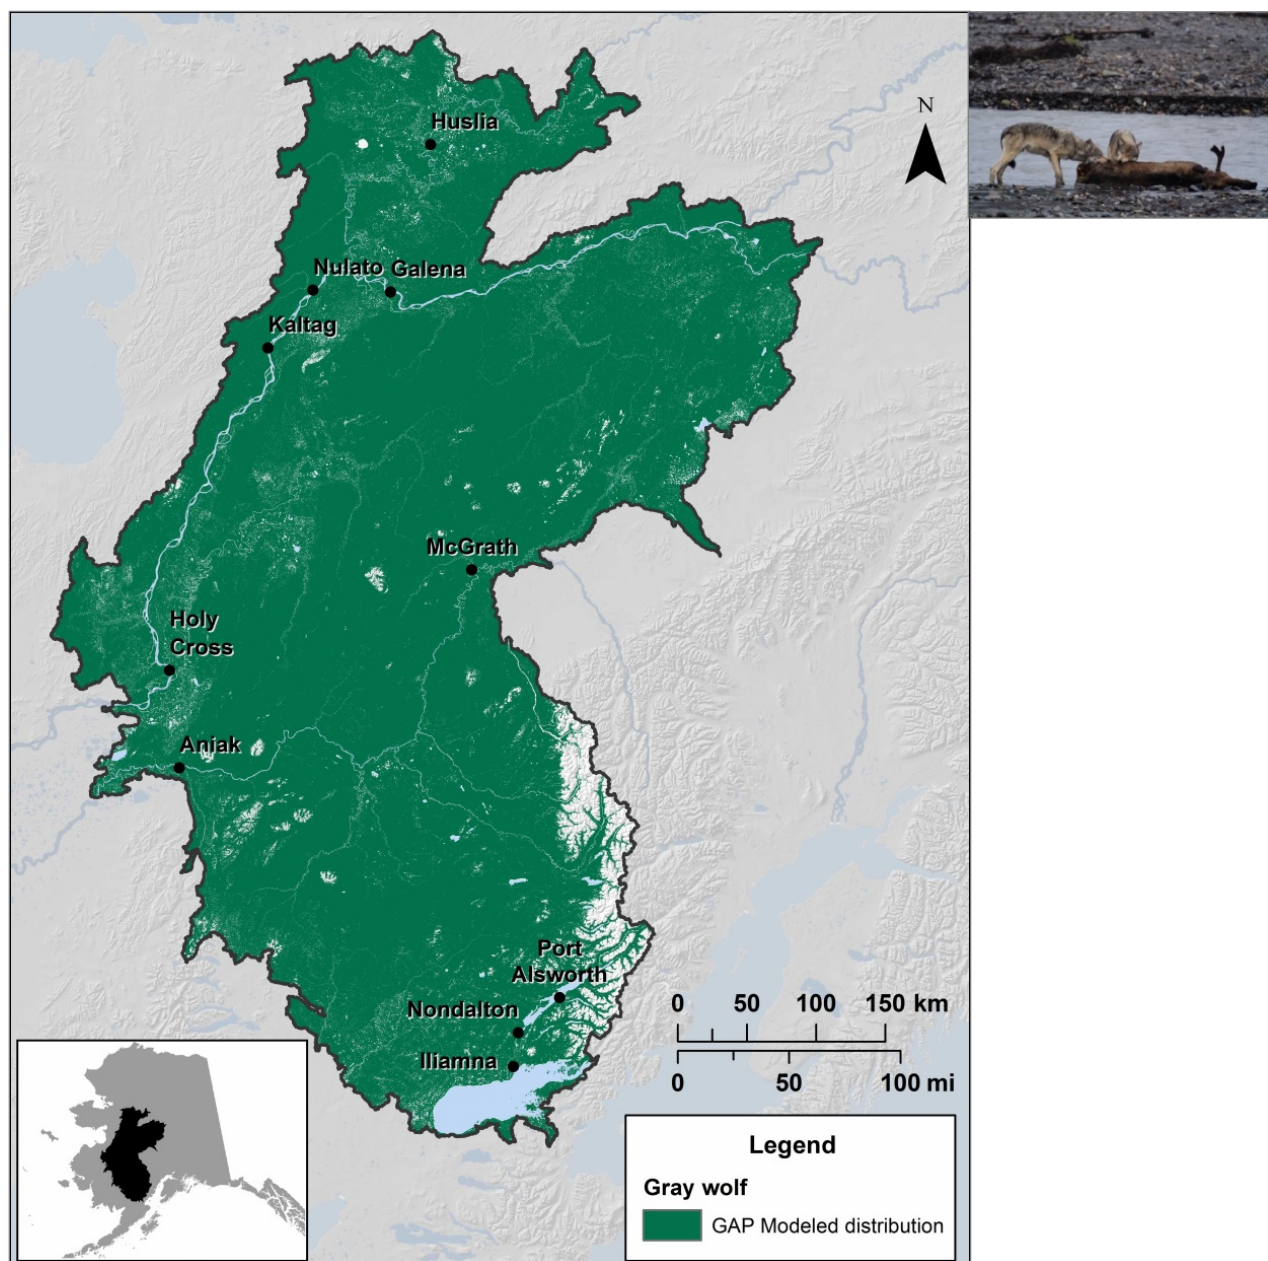 Huslia
N
Nulato
Galena
Kaltag
McGrath
Holy
Cross
Aniak
Port
Alsworth
Nondalton
Iliamna
0 50 100 150 km
0 50 100 mi
Legend
Gray wolf
GAP Modeled distribution